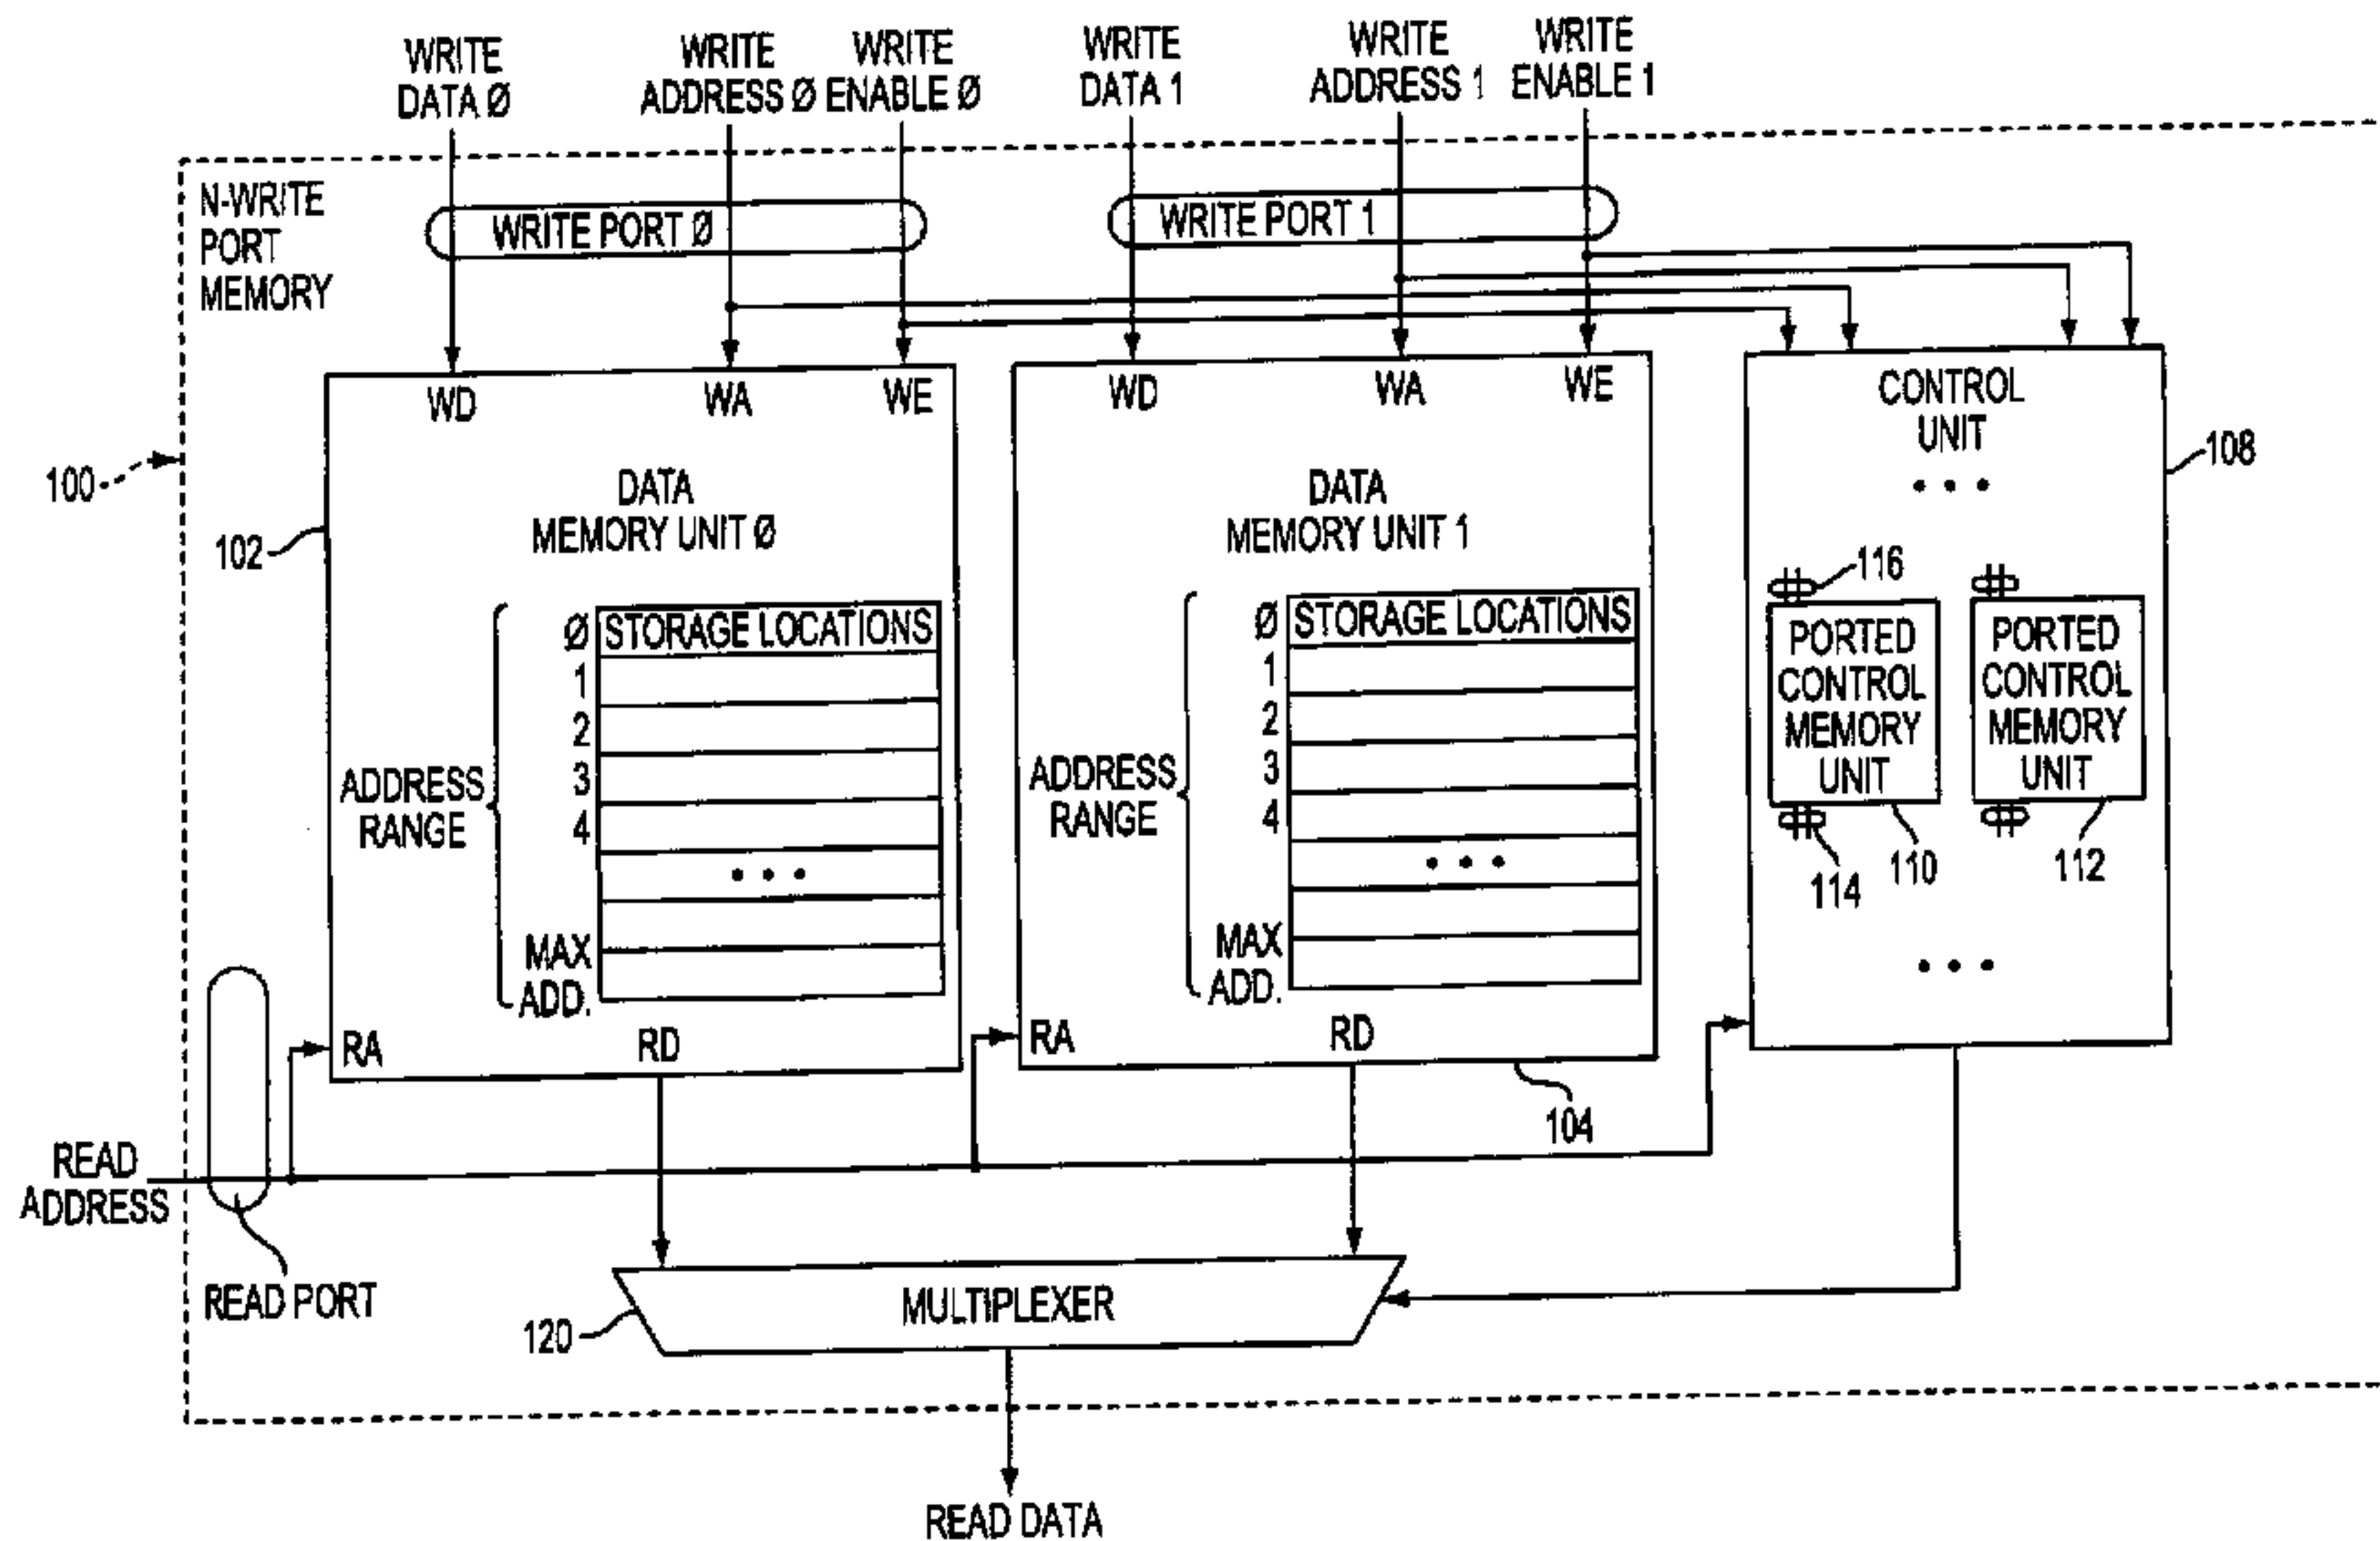 WRITE
DATA Ø
WRITE
ADDRESS Ø
WRITE
ENABLE Ø
WRITE
DATA 1
WRITE
ADDRESS 1
WRITE
ENABLE 1
N-WRITE
PORT
MEMORY
WRITE PORT Ø
WRITE PORT 1
100
102
WD
WA
WE
DATA
MEMORY UNIT Ø
ADDRESS
RANGE
Ø
STORAGE LOCATIONS
1
2
3
4
• • •
MAX
ADD.
RA
RD
WD
WA
WE
DATA
MEMORY UNIT 1
ADDRESS
RANGE
Ø
STORAGE LOCATIONS
1
2
3
4
• • •
MAX
ADD.
RA
RD
104
CONTROL
UNIT
108
• • •
116
PORTED
CONTROL
MEMORY
UNIT
PORTED
CONTROL
MEMORY
UNIT
114
110
112
• • •
READ
ADDRESS
READ PORT
120
MULTIPLEXER
READ DATA